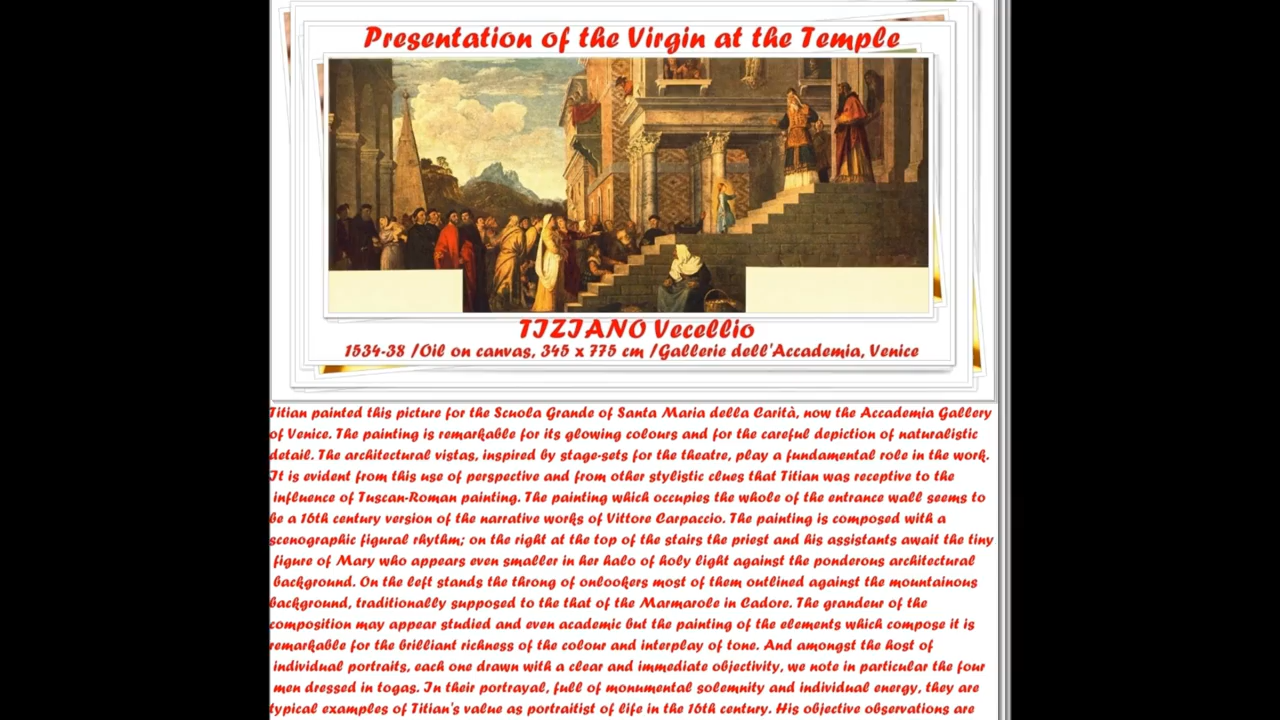 Presentation of the Virgin at the Temple
TIZIANO Vecellio
1534-38 /Oil on canvas, 345 x 775 cm /Gallerie dell'Accademia, Venice
Titian painted this picture for the Scuola Grande of Santa Maria della Carità, now the Accademia Gallery
of Venice. The painting is remarkable for its glowing colours and for the careful depiction of naturalistic
detail. The architectural vistas, inspired by stage-sets for the theatre, play a fundamental role in the work.
It is evident from this use of perspective and from other stylistic clues that Titian was receptive to the
influence of Tuscan-Roman painting. The painting which occupies the whole of the entrance wall seems to
be a 16th century version of the narrative works of Vittore Carpaccio. The painting is composed with a
scenographic figural rhythm; on the right at the top of the stairs the priest and his assistants await the tiny
figure of Mary who appears even smaller in her halo of holy light against the ponderous architectural
background. On the left stands the throng of onlookers most of them outlined against the mountainous
background, traditionally supposed to the that of the Marmarole in Cadore. The grandeur of the
composition may appear studied and even academic but the painting of the elements which compose it is
remarkable for the brilliant richness of the colour and interplay of tone. And amongst the host of
individual portraits, each one drawn with a clear and immediate objectivity, we note in particular the four
men dressed in togas. In their portrayal, full of monumental solemnity and individual energy, they are
typical examples of Titian's value as portraitist of life in the 16th century. His objective observations are